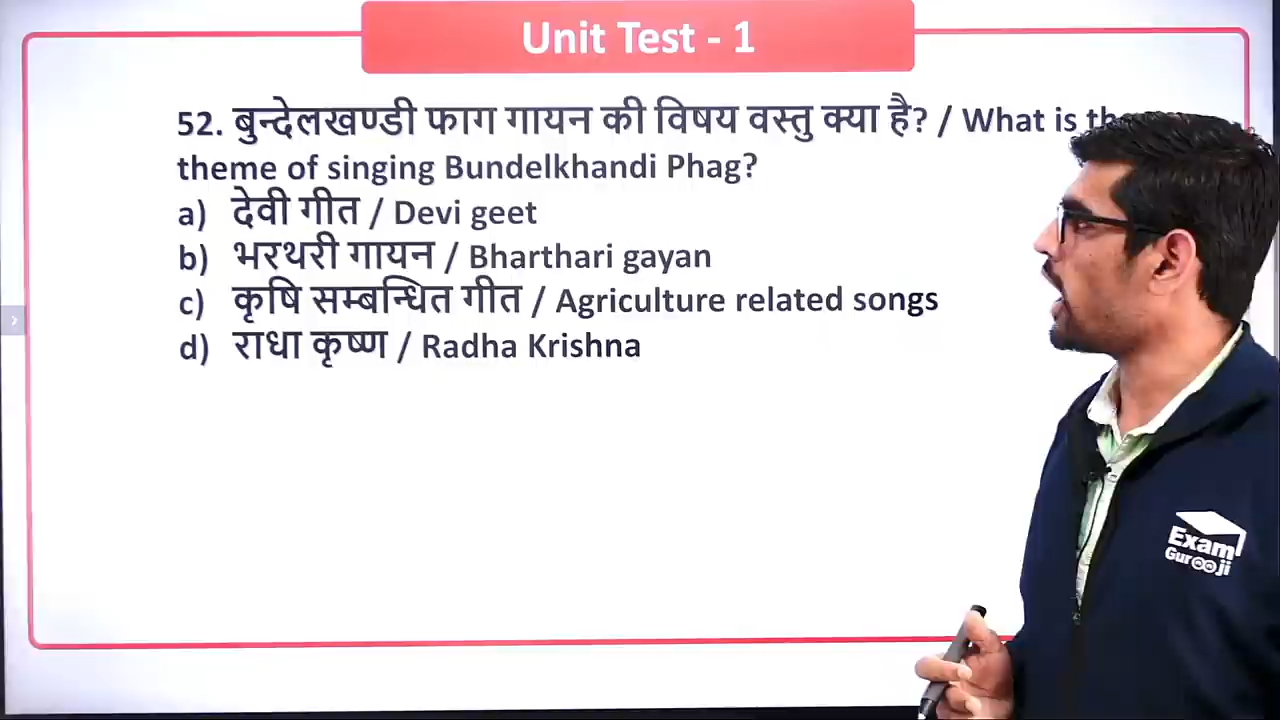 Unit Test - 1
52. बुन्देलखण्डी फाग गायन की विषय वस्तु क्या है? / What is
theme of singing Bundelkhandi Phag?
a) देवी गीत / Devi geet
b) भरथरी गायन / Bharthari gayan
c) कृषि सम्बन्धित गीत / Agriculture related songs
d) राधा कृष्ण / Radha Krishna
Exam
Gurooji